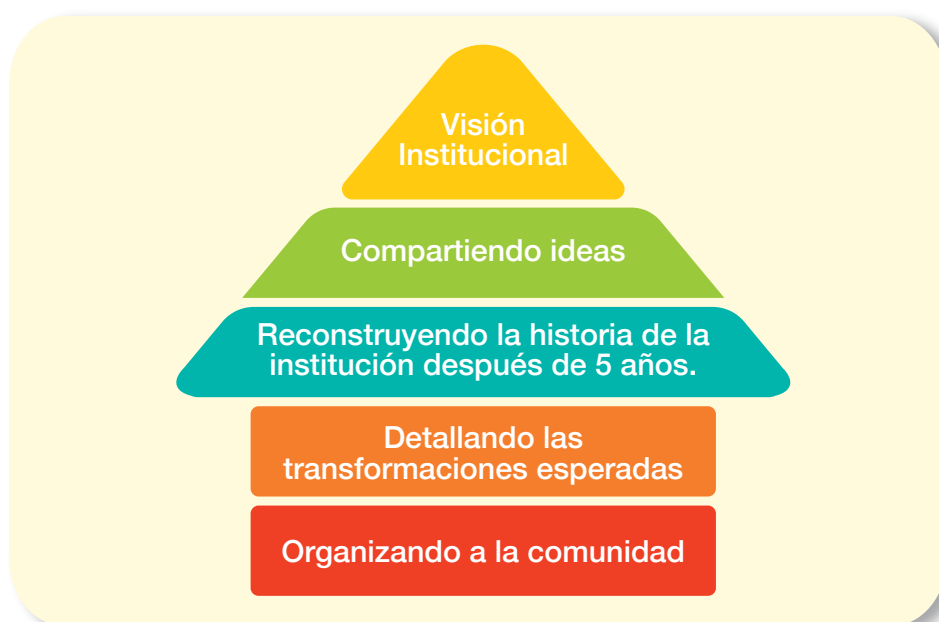 Visión
Institucional
Compartiendo ideas
Reconstruyendo la historia de la
institución después de 5 años.
Detallando las
transformaciones esperadas
Organizando a la comunidad